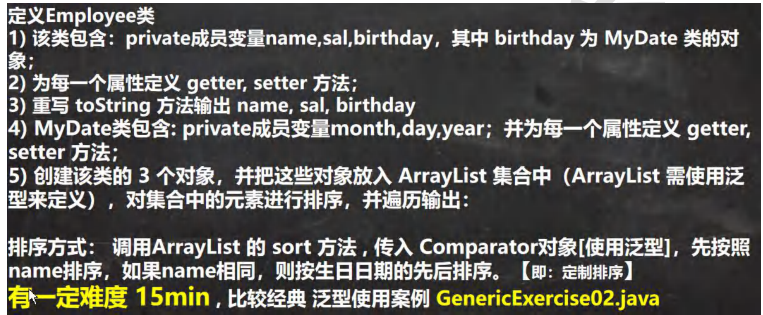 定义Employee类
1) 该类包含：private成员变量name,sal,birthday，其中 birthday 为 MyDate 类的对
象；
2) 为每一个属性定义 getter, setter 方法；
3) 重写 toString 方法输出 name, sal, birthday
4) MyDate类包含: private成员变量month,day,year；并为每一个属性定义 getter,
setter 方法；
5) 创建该类的 3 个对象，并把这些对象放入 ArrayList 集合中（ArrayList 需使用泛
型来定义），对集合中的元素进行排序，并遍历输出：
排序方式： 调用ArrayList 的 sort 方法 , 传入 Comparator对象[使用泛型]，先按照
name排序，如果name相同，则按生日日期的先后排序。【即：定制排序】
有一定难度 15min , 比较经典 泛型使用案例 GenericExercise02.java